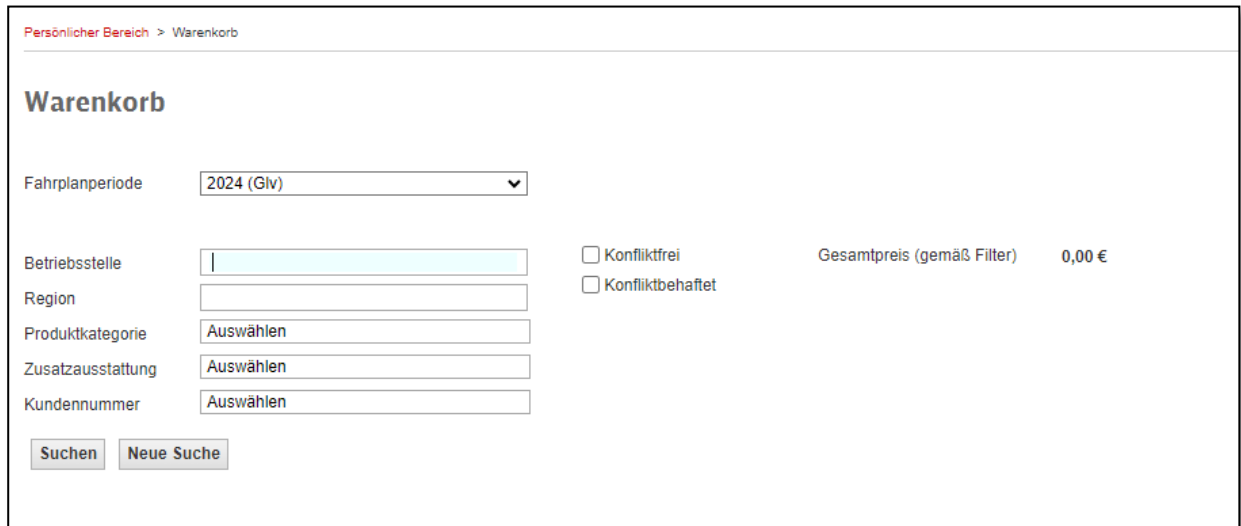 Persönlicher Bereich > Warenkorb
Warenkorb
Fahrplanperiode 2024 (Glv)
Betriebsstelle Konfliktfrei Gesamtpreis (gemäß Filter) 0,00 €
Region Konfliktbehaftet
Produktkategorie Auswählen
Zusatzausstattung Auswählen
Kundennummer Auswählen
Suchen Neue Suche